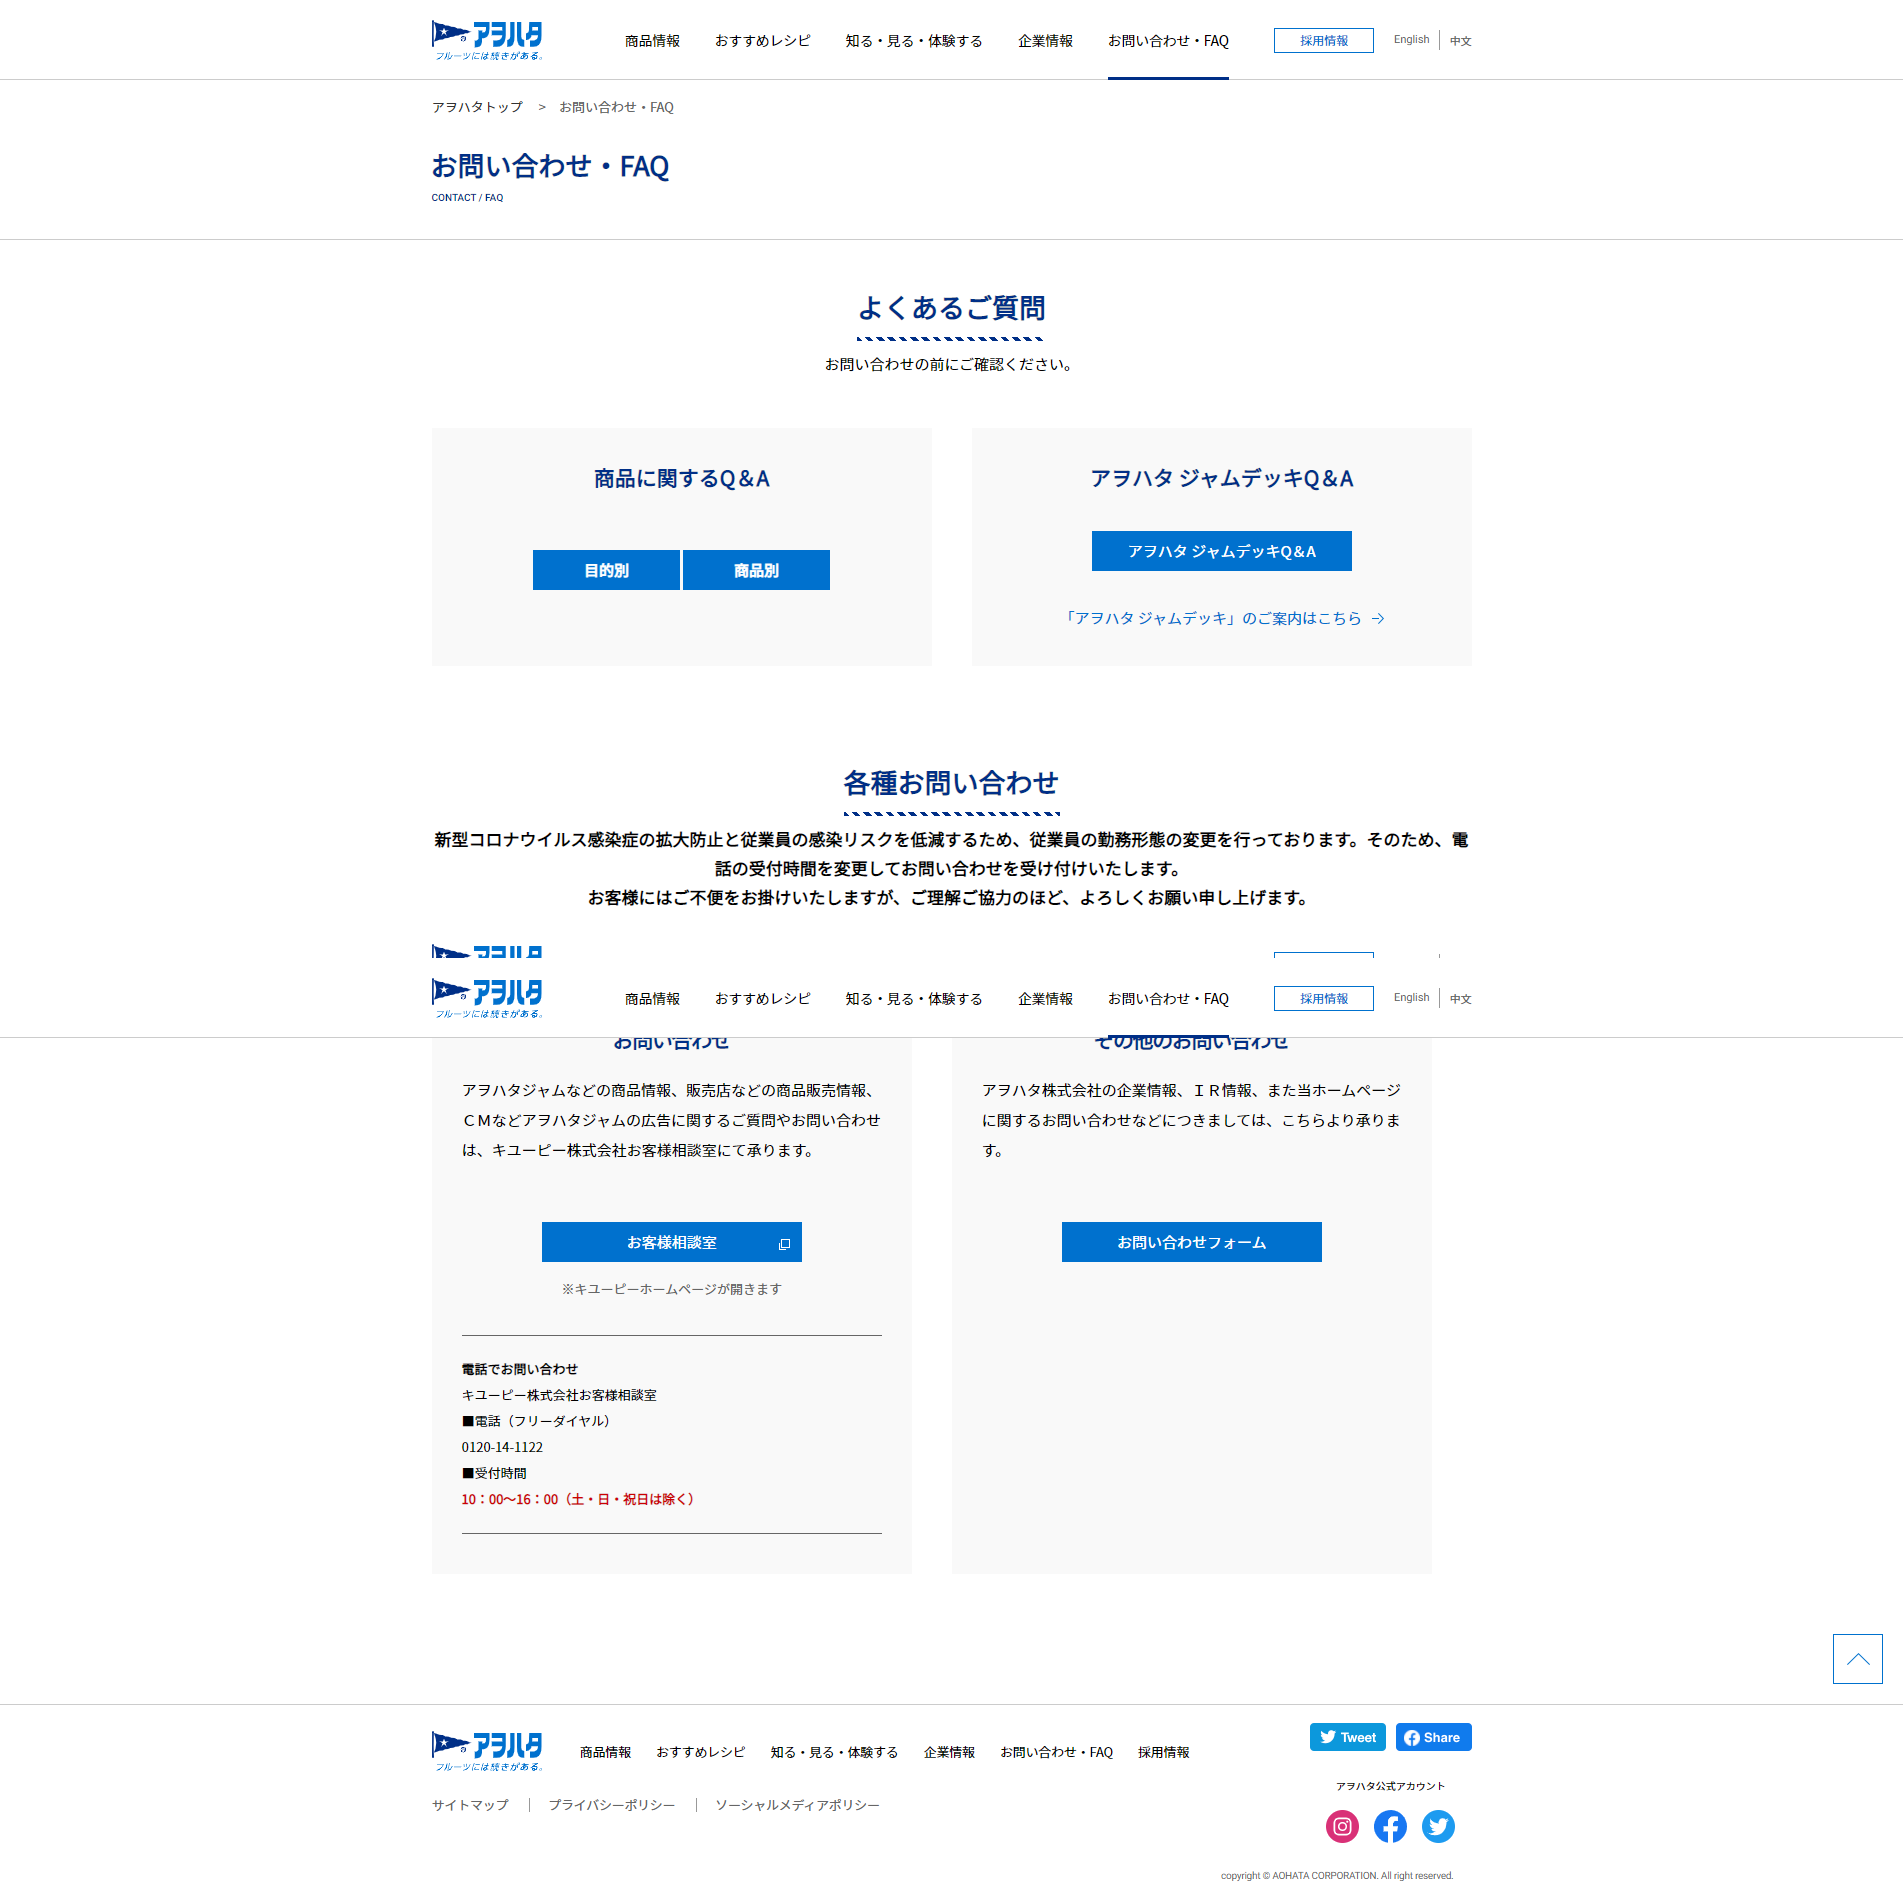 アヲハタ
フルーツには続きがある。
商品情報 おすすめレシピ 知る・見る・体験する 企業情報 お問い合わせ・FAQ 採用情報 English 中文
アヲハタトップ > お問い合わせ・FAQ
お問い合わせ・FAQ
CONTACT / FAQ
よくあるご質問
お問い合わせの前にご確認ください。
商品に関するQ&A
目的別 商品別
アヲハタ ジャムデッキQ&A
アヲハタ ジャムデッキQ&A
「アヲハタ ジャムデッキ」のご案内はこちら
各種お問い合わせ
新型コロナウイルス感染症の拡大防止と従業員の感染リスクを低減するため、従業員の勤務形態の変更を行っております。そのため、電
話の受付時間を変更してお問い合わせを受け付けいたします。
お客様にはご不便をお掛けいたしますが、ご理解ご協力のほど、よろしくお願い申し上げます。
アヲハタ
アヲハタ
フルーツには続きがある。
商品情報 おすすめレシピ 知る・見る・体験する 企業情報 お問い合わせ・FAQ 採用情報 English 中文
お問い合わせ
アヲハタジャムなどの商品情報、販売店などの商品販売情報、
ＣＭなどアヲハタジャムの広告に関するご質問やお問い合わせ
は、キユーピー株式会社お客様相談室にて承ります。
お客様相談室
※キユーピーホームページが開きます
電話でお問い合わせ
キユーピー株式会社お客様相談室
■電話（フリーダイヤル）
0120-14-1122
■受付時間
10：00～16：00（土・日・祝日は除く）
その他のお問い合わせ
アヲハタ株式会社の企業情報、ＩＲ情報、また当ホームページ
に関するお問い合わせなどにつきましては、こちらより承りま
す。
お問い合わせフォーム
アヲハタ
フルーツには続きがある。
商品情報 おすすめレシピ 知る・見る・体験する 企業情報 お問い合わせ・FAQ 採用情報
サイトマップ プライバシーポリシー ソーシャルメディアポリシー
Tweet Share
アヲハタ公式アカウント
copyright © AOHATA CORPORATION. All right reserved.